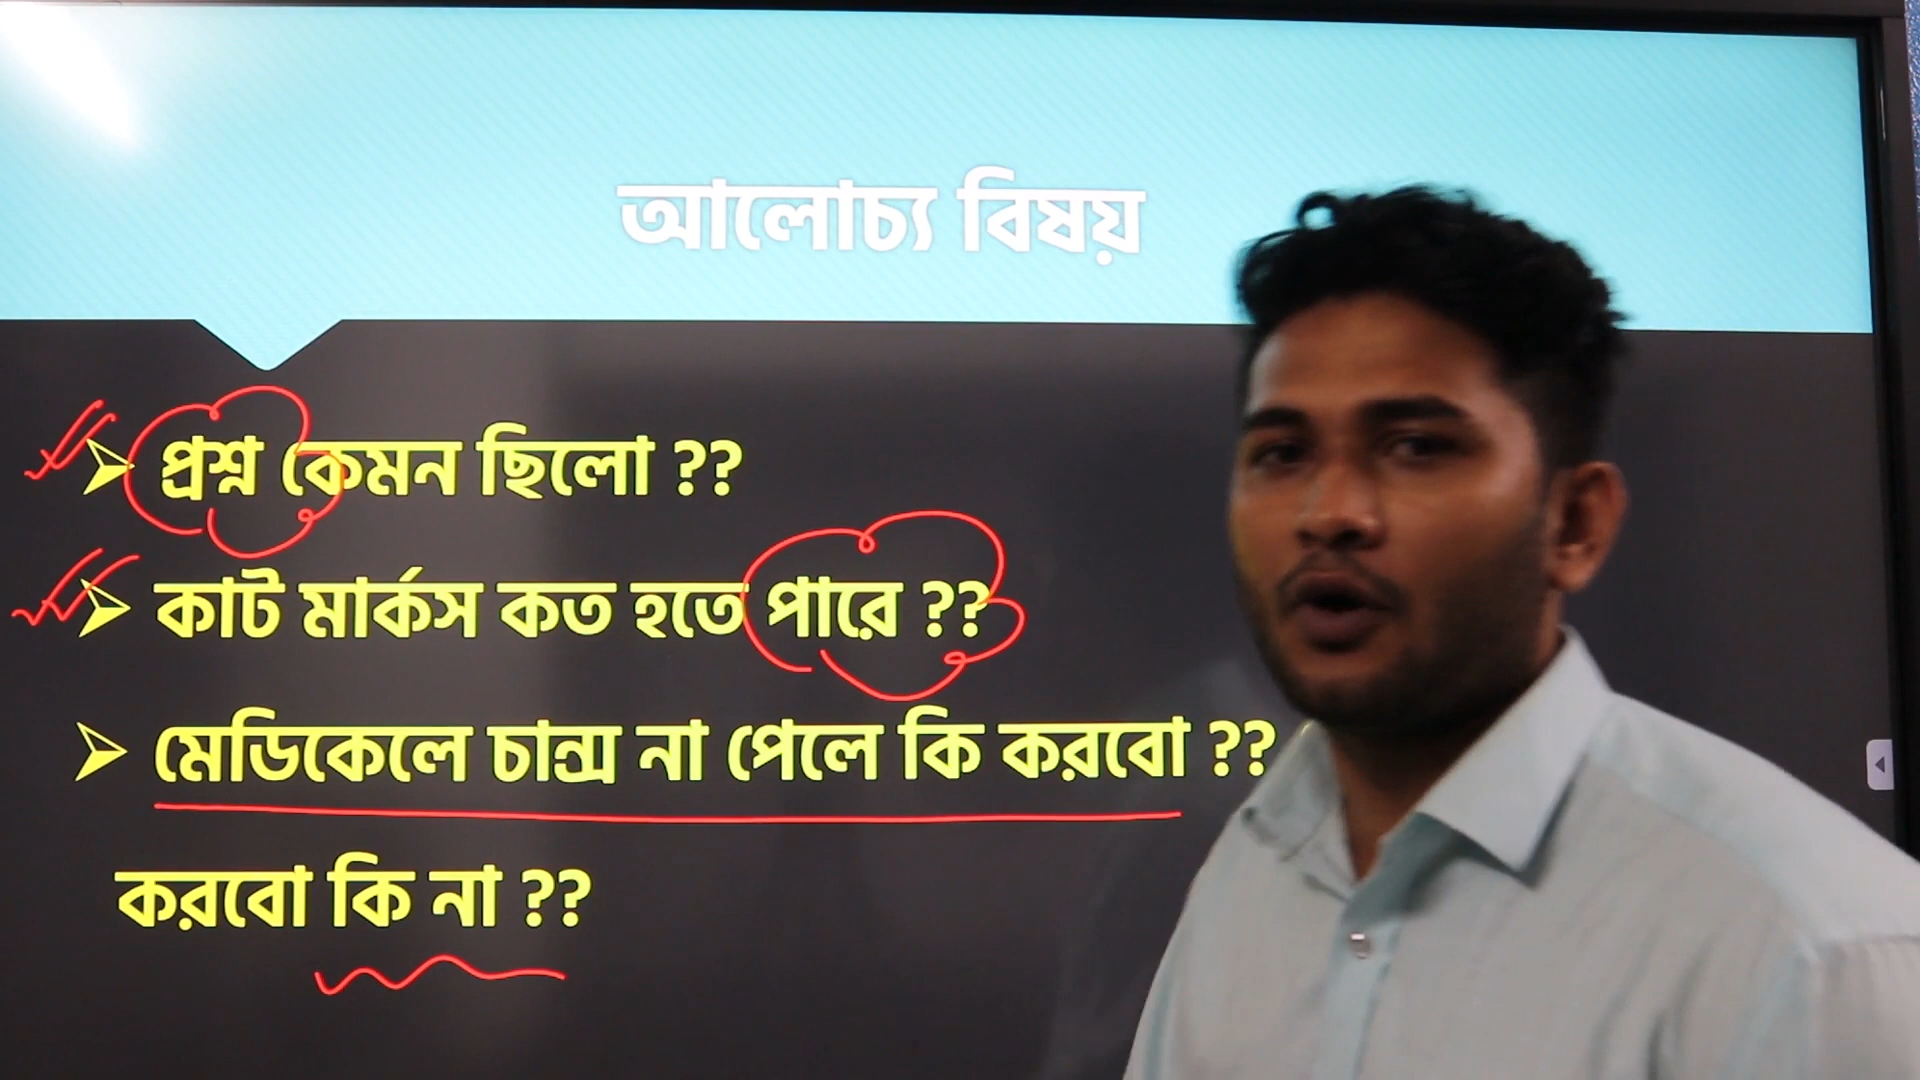 আলোচ্য বিষয়
প্রশ্ন কেমন ছিলো ??
কাট মার্কস কত হতে পারে ??
মেডিকেলে চান্স না পেলে কি করবো ??
করবো কি না ??